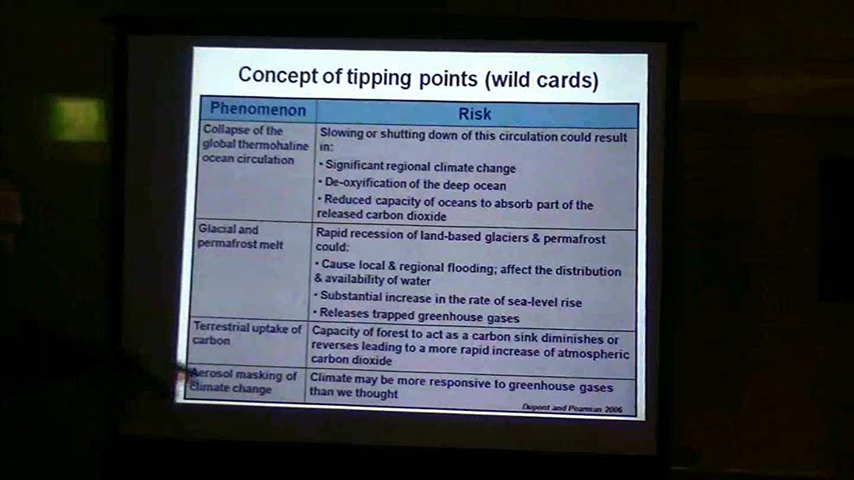 Concept of tipping points (wild cards)
Phenomenon
Risk
Collapse of the
global thermohaline
ocean circulation
Slowing or shutting down of this circulation could result
in:
• Significant regional climate change
• De-oxyification of the deep ocean
• Reduced capacity of oceans to absorb part of the
released carbon dioxide
Glacial and
permafrost melt
Rapid recession of land-based glaciers & permafrost
could:
• Cause local & regional flooding; affect the distribution
& availability of water
• Substantial increase in the rate of sea-level rise
• Releases trapped greenhouse gases
Terrestrial uptake of
carbon
Capacity of forest to act as a carbon sink diminishes or
reverses leading to a more rapid increase of atmospheric
carbon dioxide
Aerosol masking of
climate change
Climate may be more responsive to greenhouse gases
than we thought
Dupont and Pearman 2006